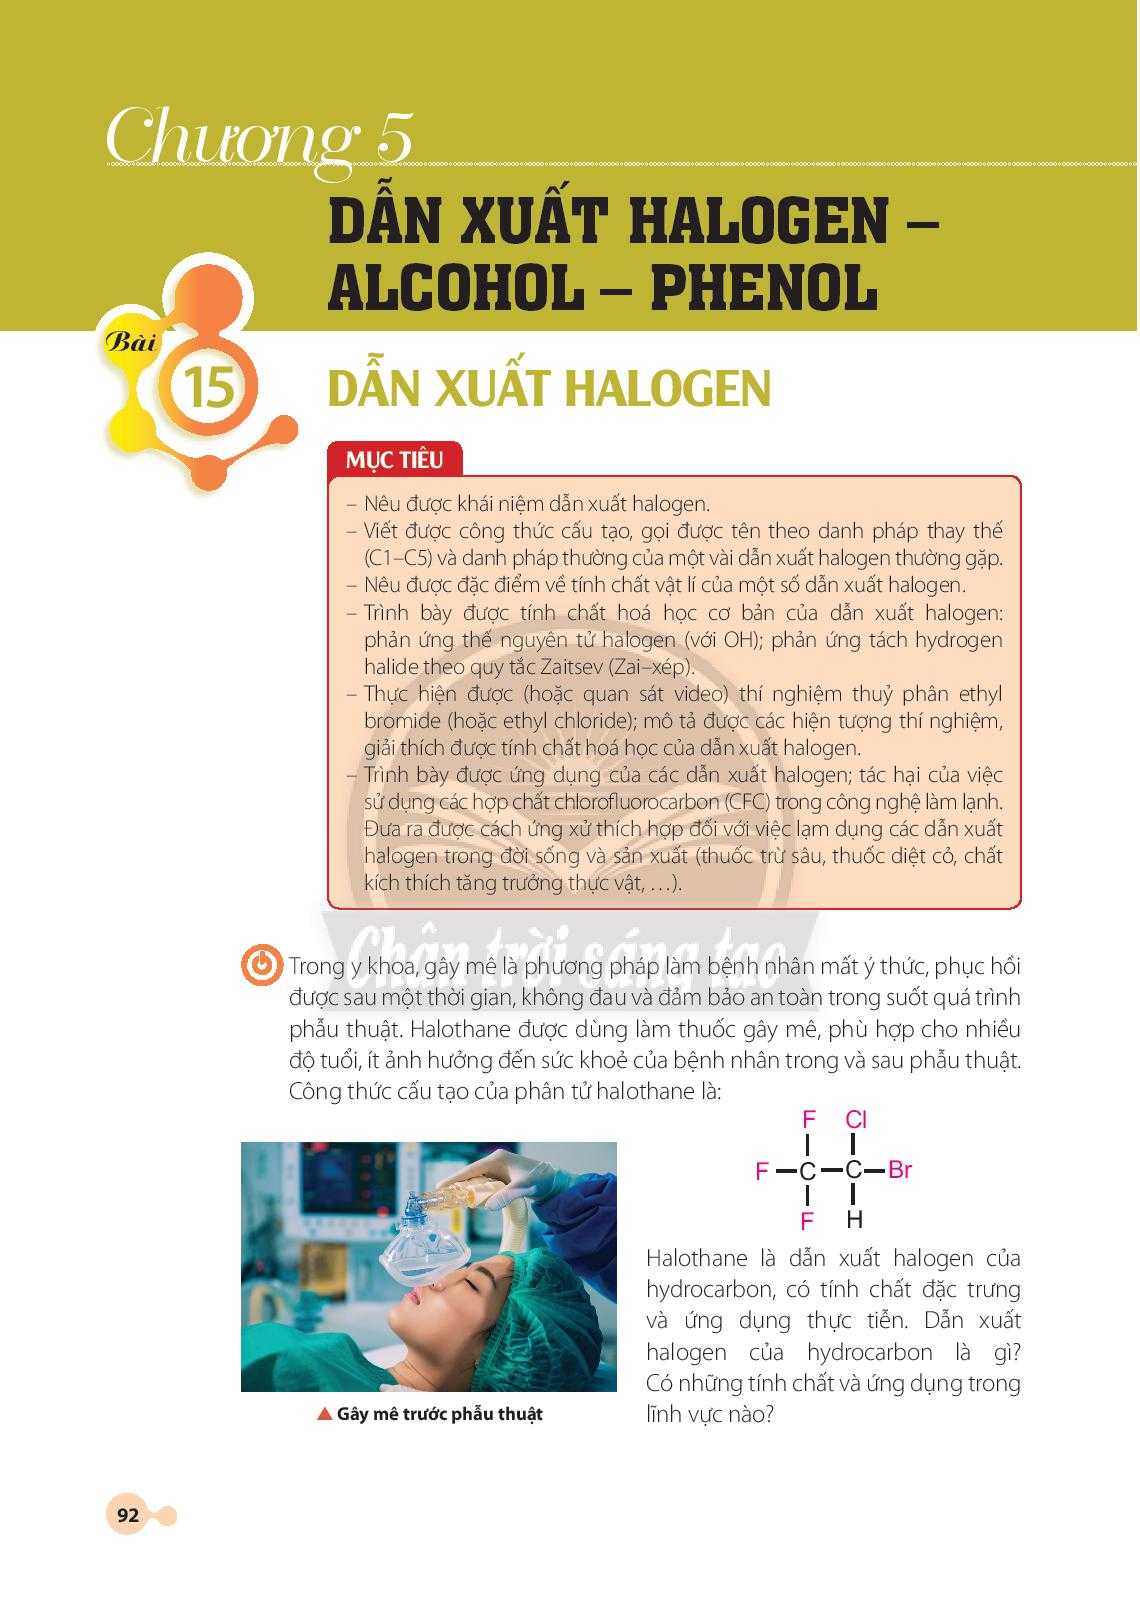 Chương 5
DẪN XUẤT HALOGEN –
ALCOHOL – PHENOL
Bài
15
DẪN XUẤT HALOGEN
MỤC TIÊU
– Nêu được khái niệm dẫn xuất halogen.
– Viết được công thức cấu tạo, gọi được tên theo danh pháp thay thế
(C1–C5) và danh pháp thường của một vài dẫn xuất halogen thường gặp.
– Nêu được đặc điểm về tính chất vật lí của một số dẫn xuất halogen.
– Trình bày được tính chất hoá học cơ bản của dẫn xuất halogen:
phản ứng thế nguyên tử halogen (với OH); phản ứng tách hydrogen
halide theo quy tắc Zaitsev (Zai–xép).
– Thực hiện được (hoặc quan sát video) thí nghiệm thuỷ phân ethyl
bromide (hoặc ethyl chloride); mô tả được các hiện tượng thí nghiệm,
giải thích được tính chất hoá học của dẫn xuất halogen.
– Trình bày được ứng dụng của các dẫn xuất halogen; tác hại của việc
sử dụng các hợp chất chlorofluorocarbon (CFC) trong công nghệ làm lạnh.
Đưa ra được cách ứng xử thích hợp đối với việc lạm dụng các dẫn xuất
halogen trong đời sống và sản xuất (thuốc trừ sâu, thuốc diệt cỏ, chất
kích thích tăng trưởng thực vật, …).
Chân trời sáng tạo
Trong y khoa, gây mê là phương pháp làm bệnh nhân mất ý thức, phục hồi
được sau một thời gian, không đau và đảm bảo an toàn trong suốt quá trình
phẫu thuật. Halothane được dùng làm thuốc gây mê, phù hợp cho nhiều
độ tuổi, ít ảnh hưởng đến sức khoẻ của bệnh nhân trong và sau phẫu thuật.
Công thức cấu tạo của phân tử halothane là:
F Cl
F C C Br
F H
Halothane là dẫn xuất halogen của
hydrocarbon, có tính chất đặc trưng
và ứng dụng thực tiễn. Dẫn xuất
halogen của hydrocarbon là gì?
Có những tính chất và ứng dụng trong
lĩnh vực nào?
▲ Gây mê trước phẫu thuật
92